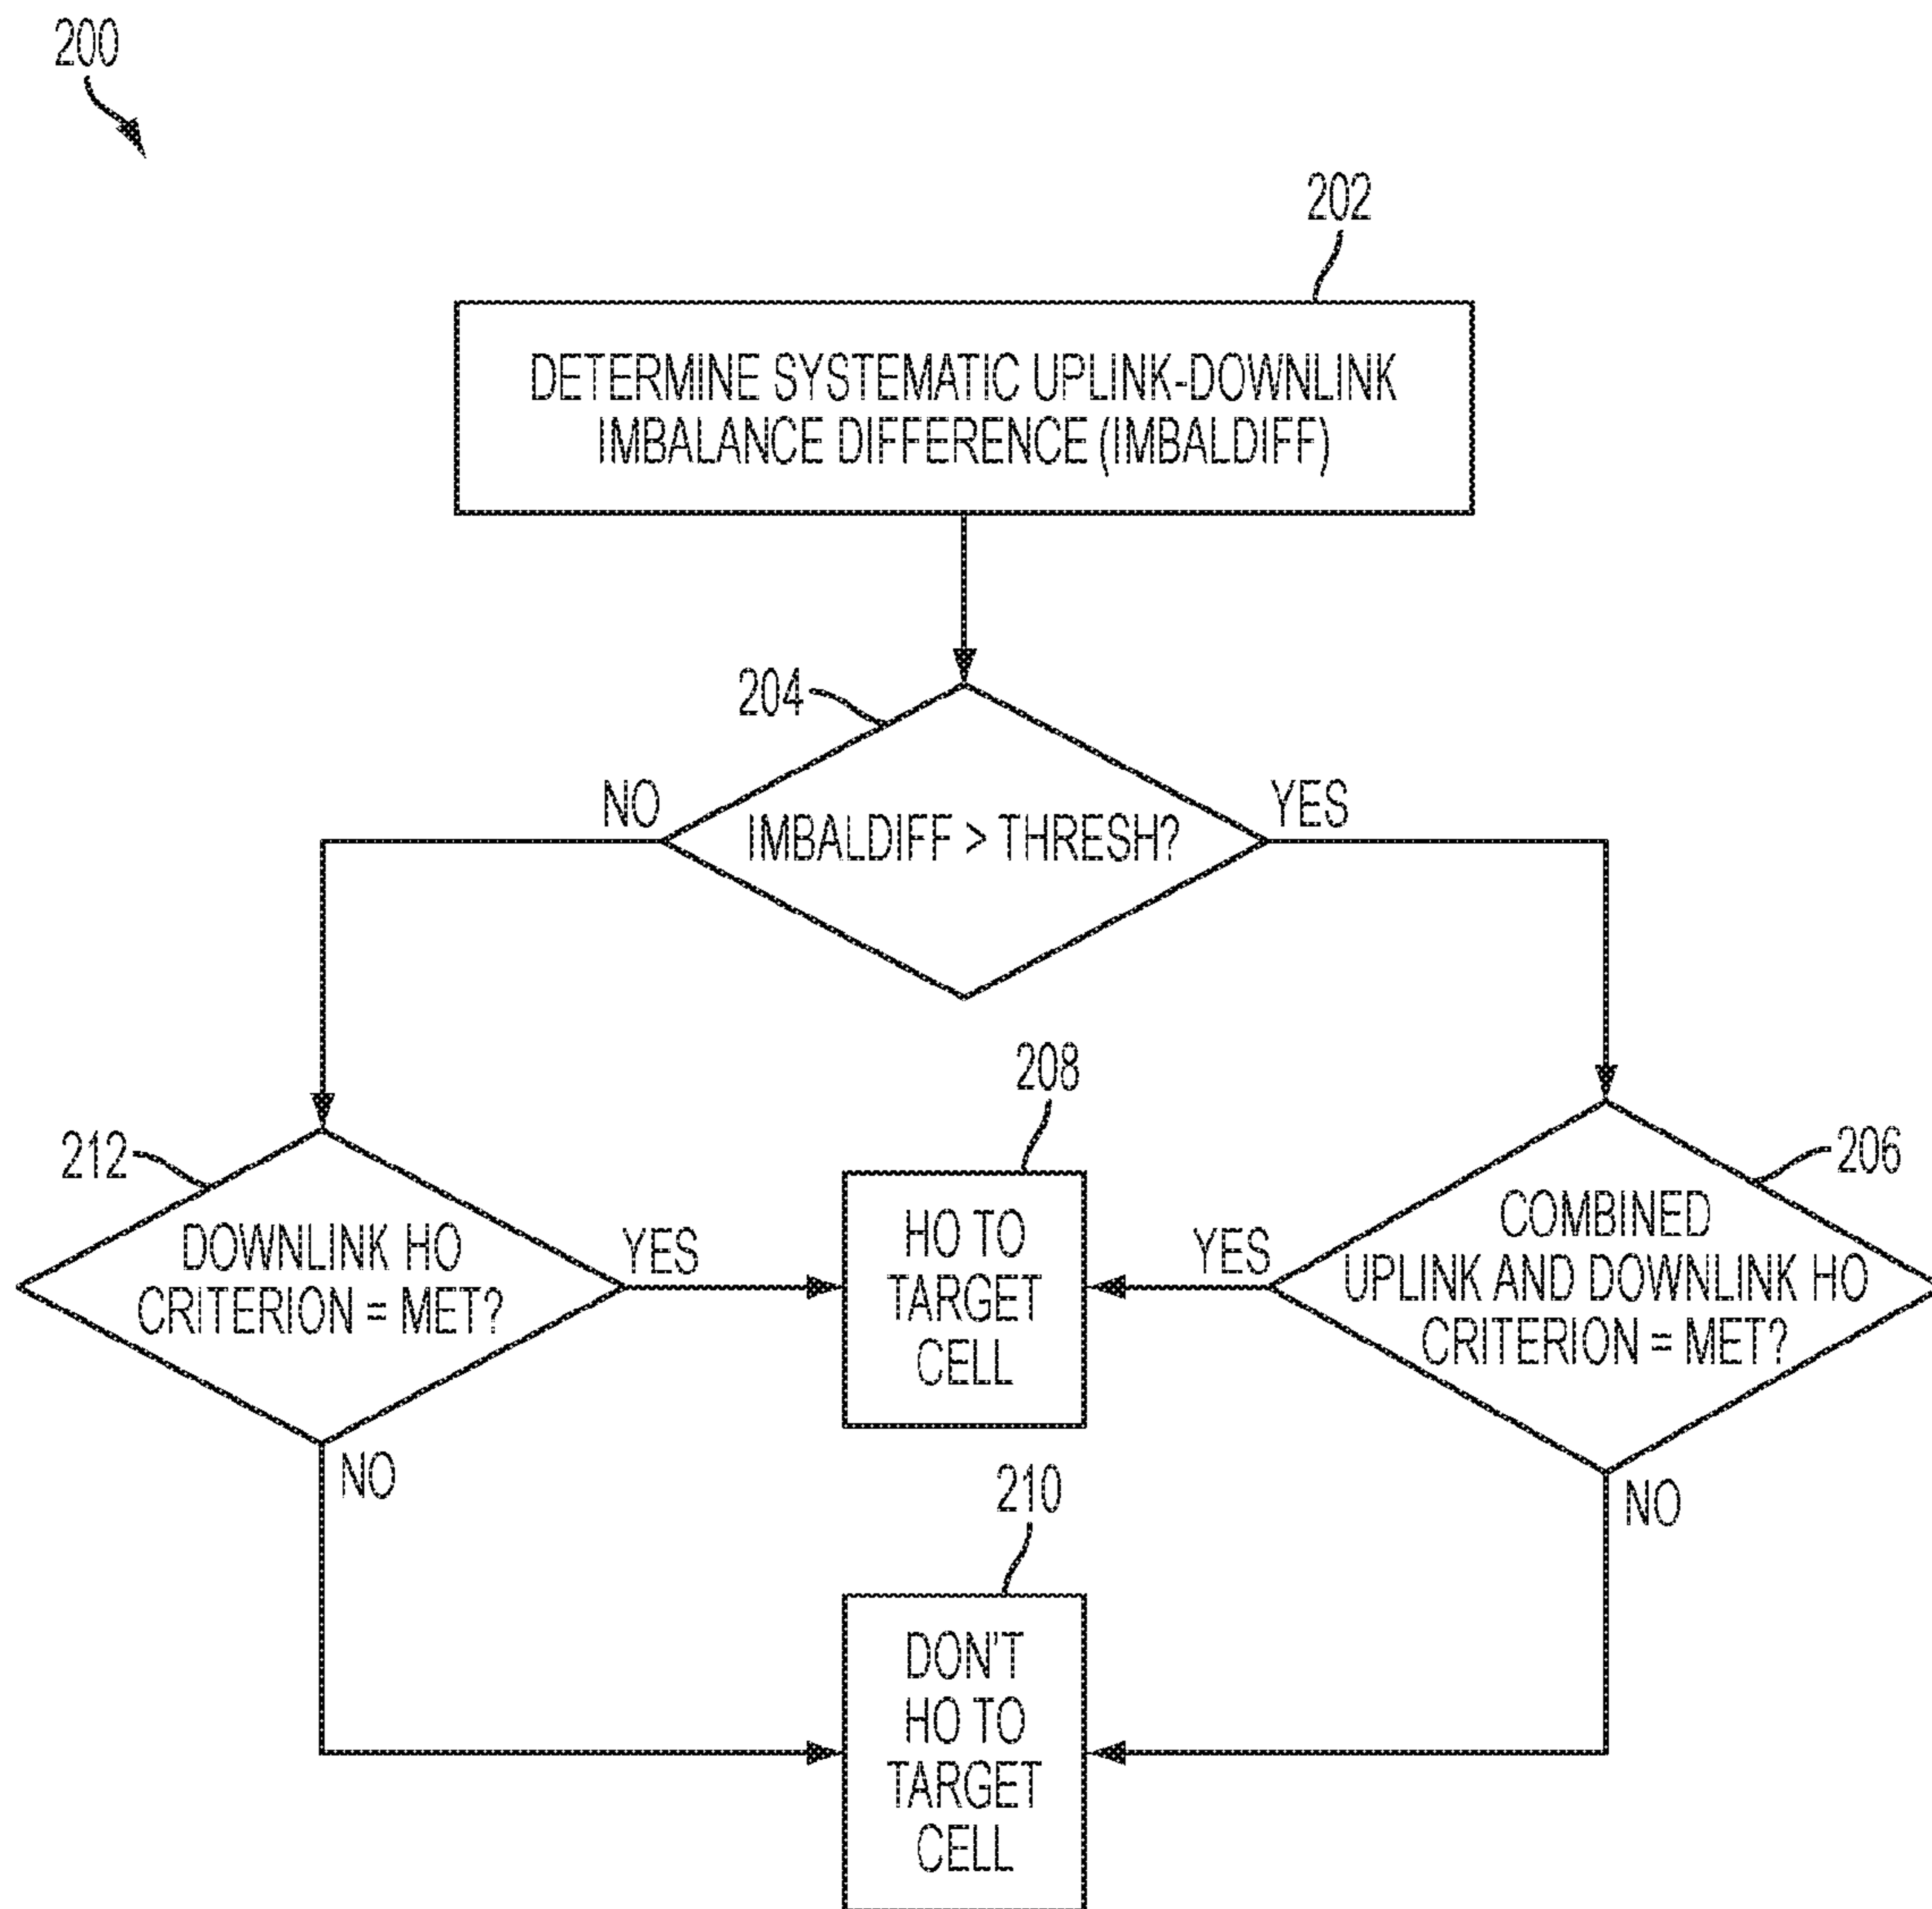 200
202
DETERMINE SYSTEMATIC UPLINK-DOWNLINK
IMBALANCE DIFFERENCE (IMBALDIFF)
204
NO
IMBALDIFF > THRESH?
YES
208
212
206
DOWNLINK HO
CRITERION = MET?
YES
HO TO
TARGET
CELL
YES
COMBINED
UPLINK AND DOWNLINK HO
CRITERION = MET?
NO
210
NO
DON'T
HO TO
TARGET
CELL